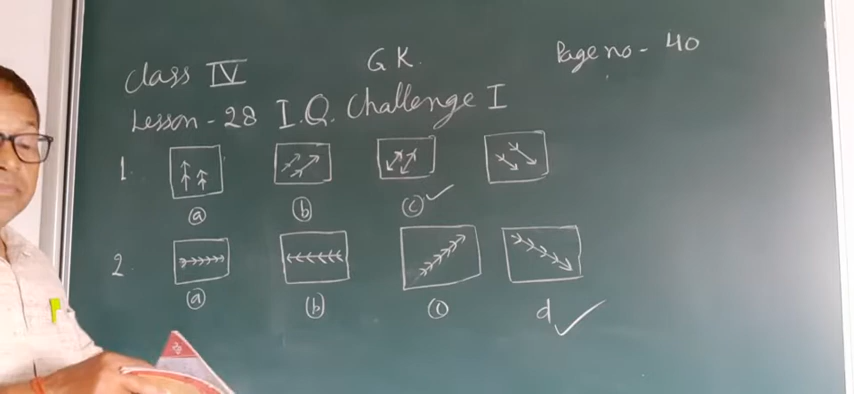 Class IV G K. Page no - 40
Lesson - 28 I.Q. Challenge I
1.
ⓐ ⓑ ⓒ
2
ⓐ ⓑ ⓒ d